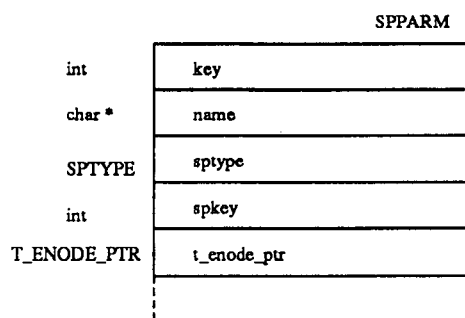 SPPARM
int key
char * name
SPTYPE sptype
int spkey
T_ENODE_PTR t_enode_ptr